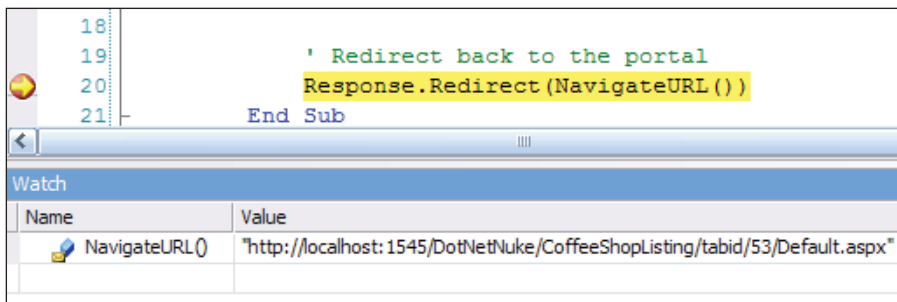 18
19 ' Redirect back to the portal
20 Response.Redirect(NavigateURL())
21 End Sub
Watch
Name Value
NavigateURL() "http://localhost:1545/DotNetNuke/CoffeeShopListing/tabid/53/Default.aspx"